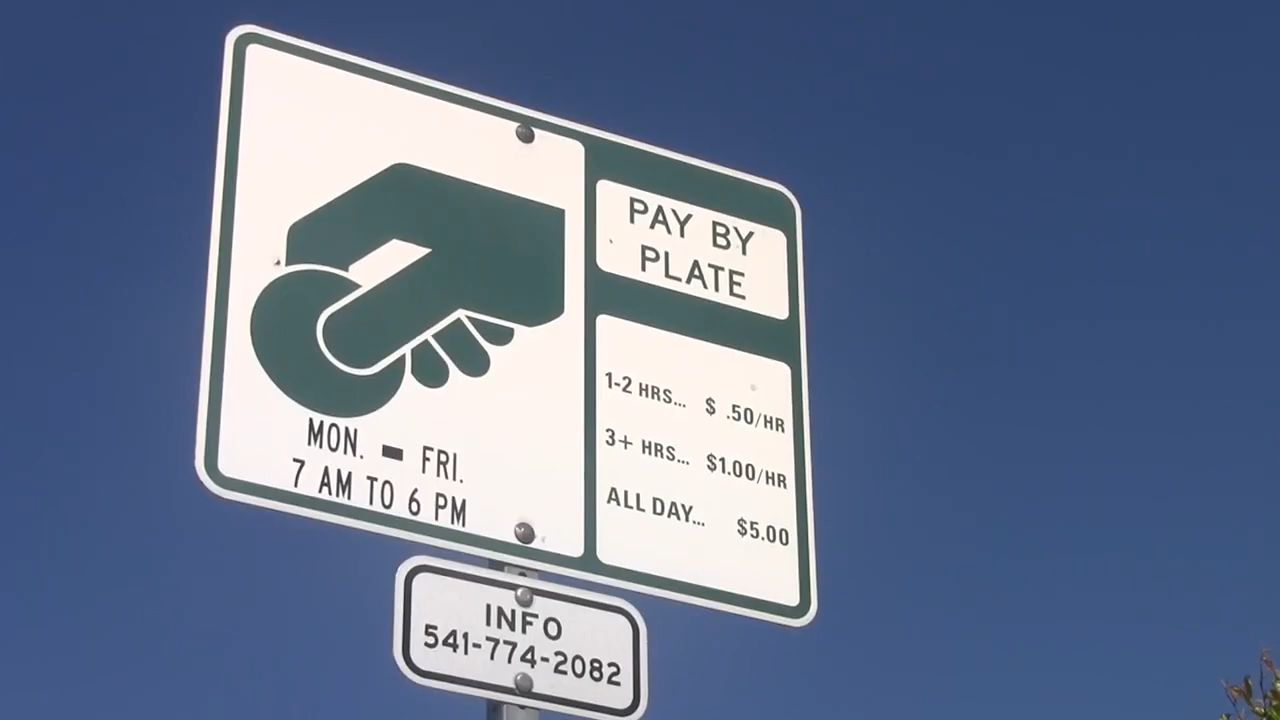 MON. - FRI.
7 AM TO 6 PM
PAY BY
PLATE
1-2 HRS... $ .50/HR
3+ HRS... $1.00/HR
ALL DAY... $5.00
INFO
541-774-2082